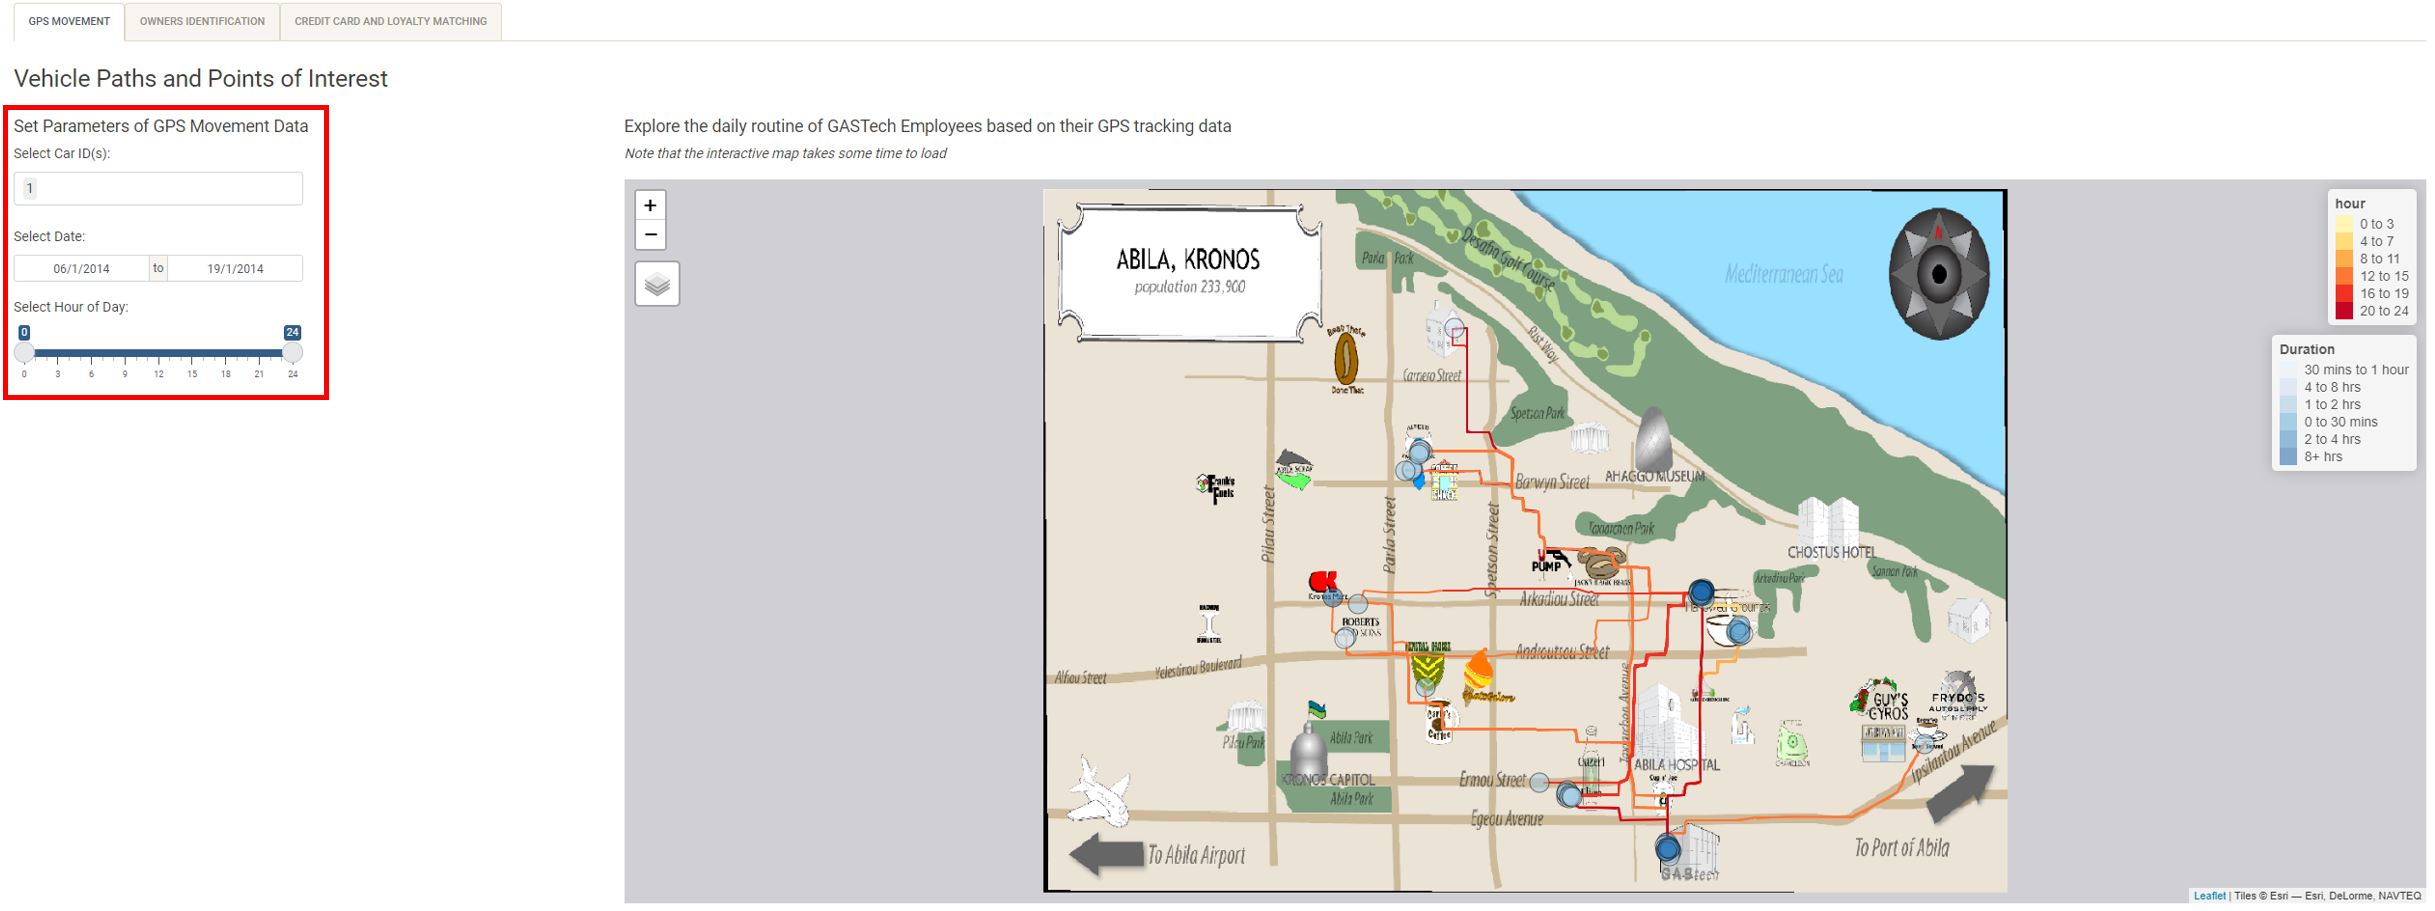 GPS MOVEMENT
OWNERS IDENTIFICATION
CREDIT CARD AND LOYALTY MATCHING
Vehicle Paths and Points of Interest
Set Parameters of GPS Movement Data
Select Car ID(s):
1
Select Date:
06/1/2014 to 19/1/2014
Select Hour of Day:
0 24
0 3 6 9 12 15 18 21 24
Explore the daily routine of GASTech Employees based on their GPS tracking data
Note that the interactive map takes some time to load
+
−
ABILA, KRONOS
population 233,900
Parla Park
Desafio Golf Course
Mediterranean Sea
N
Rist Way
Been There
Done That
Carnero Street
Spetson Park
AHAGGO MUSEUM
Barwyn Street
Frank's
Fuels
Taxiarchon Park
CHOSTUS HOTEL
Pilau Street
Parla Street
Spetson Street
PUMP
Arkadiou Park
Sannan Park
Arkadiou Street
ROBERTS
Androutsou Street
Velestinou Boulevard
Alfiou Street
Taxiarchon Avenue
GUY'S
GYROS
FRYDO'S
AUTOSUPPLY
Coffee
Pilau Park
Abila Park
KRONOS CAPITOL
Abila Park
Ermou Street
Ouzeri
ABILA HOSPITAL
Ipsilantou Avenue
Egeou Avenue
To Abila Airport
To Port of Abila
GAStech
hour
0 to 3
4 to 7
8 to 11
12 to 15
16 to 19
20 to 24
Duration
30 mins to 1 hour
4 to 8 hrs
1 to 2 hrs
0 to 30 mins
2 to 4 hrs
8+ hrs
Leaflet | Tiles © Esri — Esri, DeLorme, NAVTEQ